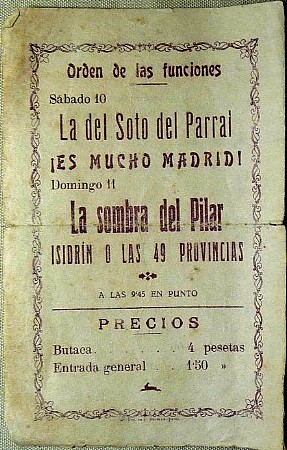 Orden de las funciones
Sábado 10
La del Soto del Parral
¡ES MUCHO MADRID!
Domingo 11
La sombra del Pilar
ISIDRÍN O LAS 49 PROVINCIAS
A LAS 9'45 EN PUNTO
PRECIOS
Butaca. . . . . 4 pesetas
Entrada general . . . 1'50 »